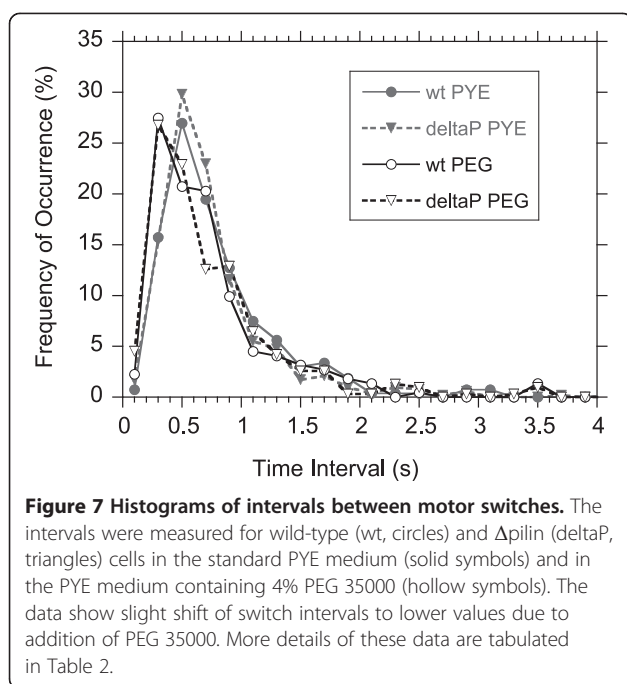 35
30
25
20
15
10
5
0
Frequency of Occurrence (%)
wt PYE
deltaP PYE
wt PEG
deltaP PEG
0 0.5 1 1.5 2 2.5 3 3.5 4
Time Interval (s)
Figure 7 Histograms of intervals between motor switches. The
intervals were measured for wild-type (wt, circles) and Δpilin (deltaP,
triangles) cells in the standard PYE medium (solid symbols) and in
the PYE medium containing 4% PEG 35000 (hollow symbols). The
data show slight shift of switch intervals to lower values due to
addition of PEG 35000. More details of these data are tabulated
in Table 2.